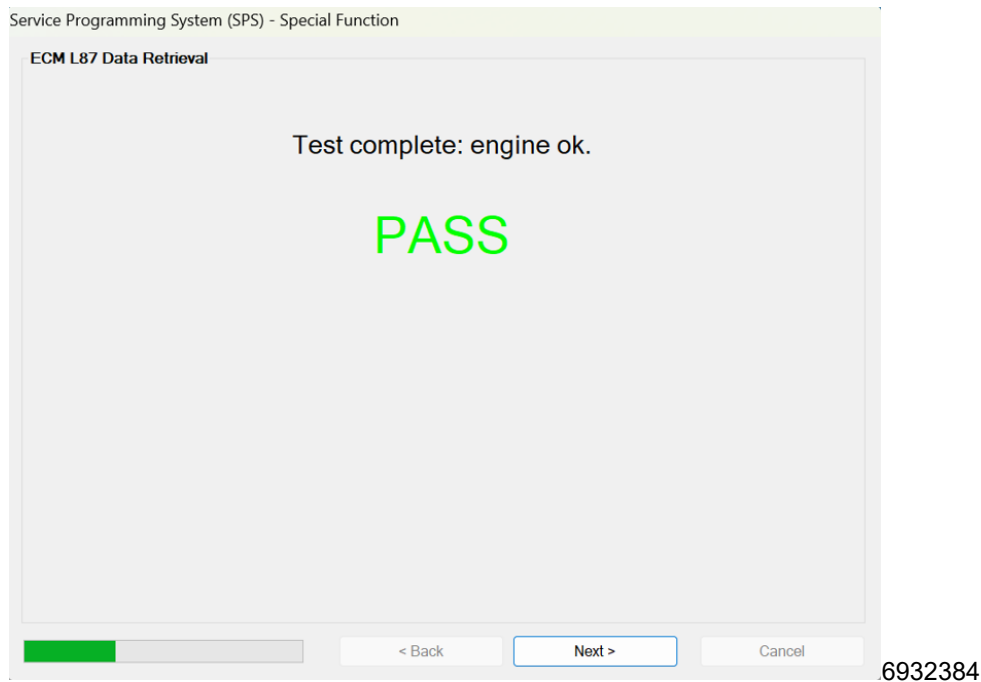 Service Programming System (SPS) - Special Function
ECM L87 Data Retrieval
Test complete: engine ok.
PASS
< Back
Next >
Cancel
6932384